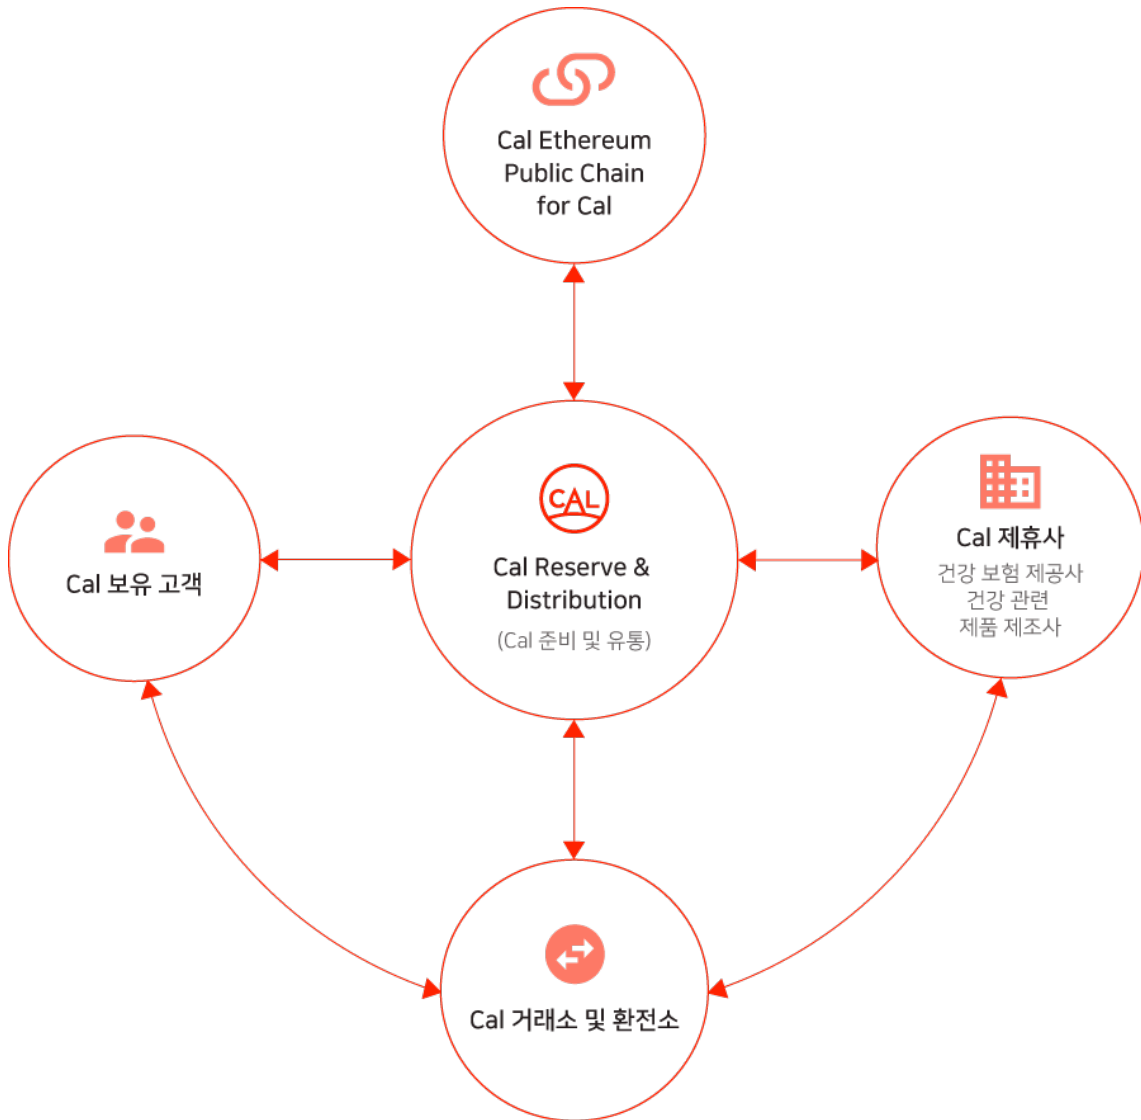 Cal Ethereum
Public Chain
for Cal
Cal 보유 고객
CAL
Cal Reserve &
Distribution
(Cal 준비 및 유통)
Cal 제휴사
건강 보험 제공사
건강 관련
제품 제조사
Cal 거래소 및 환전소